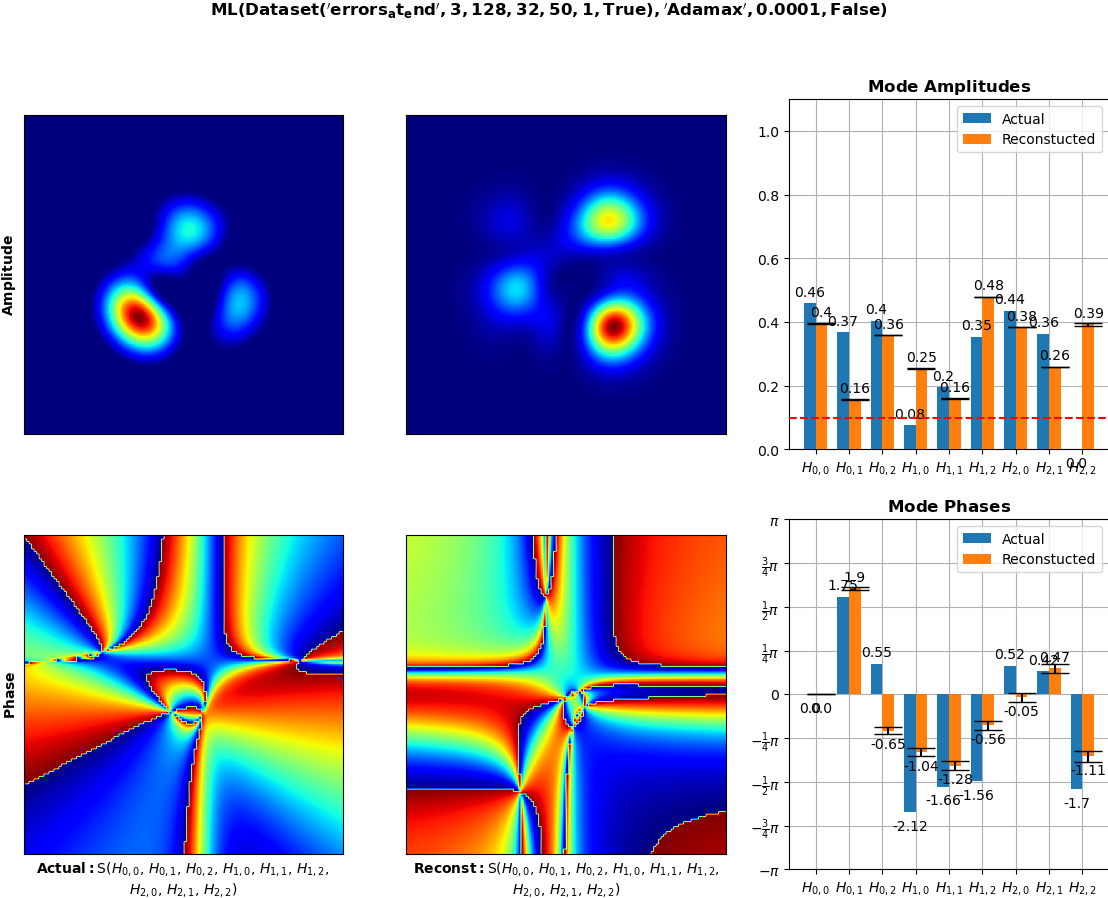 ML(Dataset('errors_at_end', 3, 128, 32, 50, 1, True), 'Adamax', 0.0001, False)
Mode Amplitudes
Amplitude
1.0
0.8
0.6
0.4
0.2
0.0
Actual
Reconstucted
0.46
0.4
0.37
0.16
0.4
0.36
0.08
0.25
0.2
0.16
0.35
0.48
0.44
0.38
0.36
0.26
0.0
0.39
H0,0 H0,1 H0,2 H1,0 H1,1 H1,2 H2,0 H2,1 H2,2
Mode Phases
Phase
π
3/4π
1/2π
1/4π
0
−1/4π
−1/2π
−3/4π
−π
Actual
Reconstucted
0.0
0.0
1.75
1.9
0.55
-0.65
-2.12
-1.04
-1.66
-1.28
-1.56
-0.56
0.52
-0.05
0.47
-1.7
-1.11
H0,0 H0,1 H0,2 H1,0 H1,1 H1,2 H2,0 H2,1 H2,2
Actual: S(H0,0, H0,1, H0,2, H1,0, H1,1, H1,2,
H2,0, H2,1, H2,2)
Reconst: S(H0,0, H0,1, H0,2, H1,0, H1,1, H1,2,
H2,0, H2,1, H2,2)